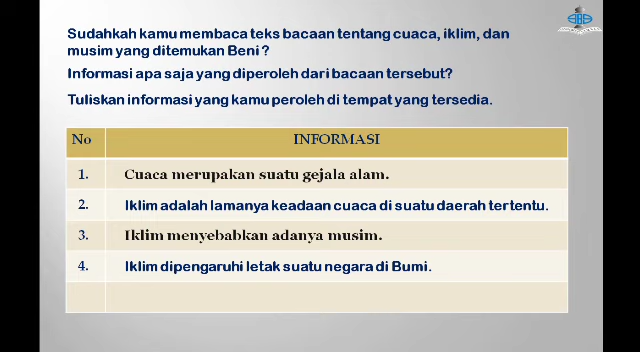 Sudahkah kamu membaca teks bacaan tentang cuaca, iklim, dan
musim yang ditemukan Beni ?
Informasi apa saja yang diperoleh dari bacaan tersebut?
Tuliskan informasi yang kamu peroleh di tempat yang tersedia.
No INFORMASI
1. Cuaca merupakan suatu gejala alam.
2. Iklim adalah lamanya keadaan cuaca di suatu daerah tertentu.
3. Iklim menyebabkan adanya musim.
4. Iklim dipengaruhi letak suatu negara di Bumi.